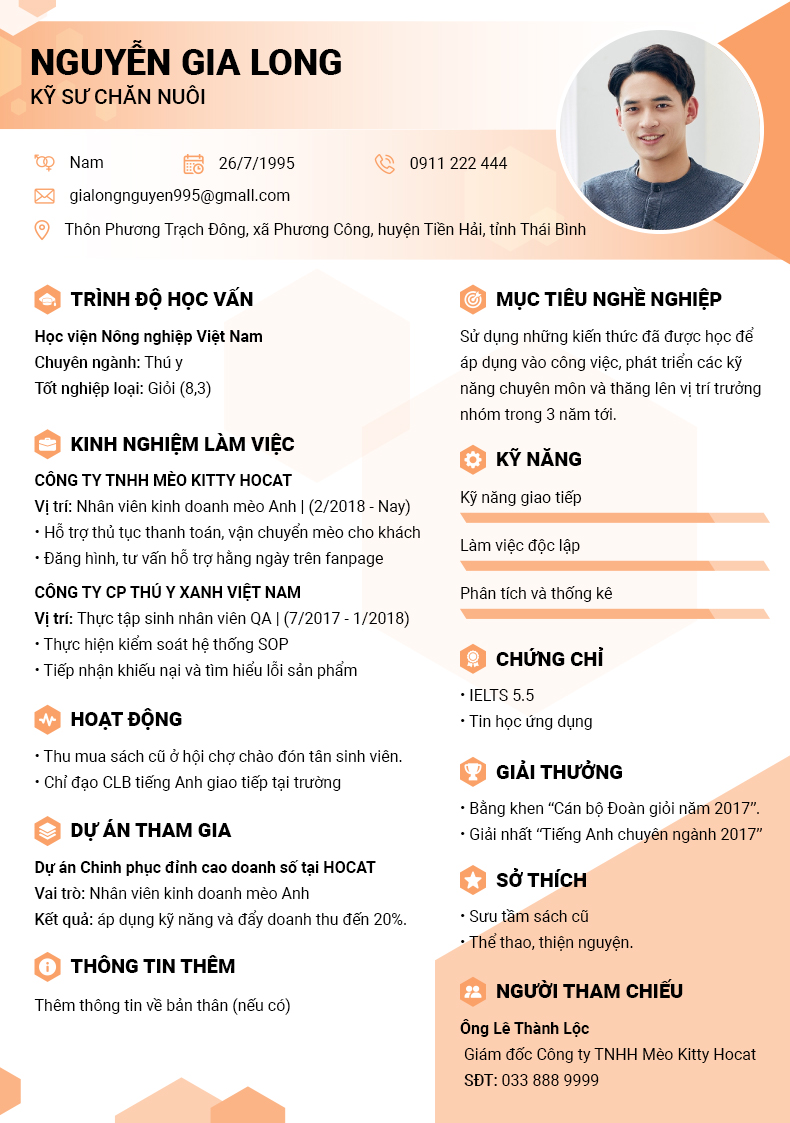 NGUYỄN GIA LONG
KỸ SƯ CHĂN NUÔI
Nam
26/7/1995
0911 222 444
gialongnguyen995@gmall.com
Thôn Phương Trạch Đông, xã Phương Công, huyện Tiền Hải, tỉnh Thái Bình
TRÌNH ĐỘ HỌC VẤN
Học viện Nông nghiệp Việt Nam
Chuyên ngành: Thú y
Tốt nghiệp loại: Giỏi (8,3)
KINH NGHIỆM LÀM VIỆC
CÔNG TY TNHH MÈO KITTY HOCAT
Vị trí: Nhân viên kinh doanh mèo Anh | (2/2018 - Nay)
• Hỗ trợ thủ tục thanh toán, vận chuyển mèo cho khách
• Đăng hình, tư vấn hỗ trợ hằng ngày trên fanpage
CÔNG TY CP THÚ Y XANH VIỆT NAM
Vị trí: Thực tập sinh nhân viên QA | (7/2017 - 1/2018)
• Thực hiện kiểm soát hệ thống SOP
• Tiếp nhận khiếu nại và tìm hiểu lỗi sản phẩm
HOẠT ĐỘNG
• Thu mua sách cũ ở hội chợ chào đón tân sinh viên.
• Chỉ đạo CLB tiếng Anh giao tiếp tại trường
DỰ ÁN THAM GIA
Dự án Chinh phục đỉnh cao doanh số tại HOCAT
Vai trò: Nhân viên kinh doanh mèo Anh
Kết quả: áp dụng kỹ năng và đẩy doanh thu đến 20%.
THÔNG TIN THÊM
Thêm thông tin về bản thân (nếu có)
MỤC TIÊU NGHỀ NGHIỆP
Sử dụng những kiến thức đã được học để
áp dụng vào công việc, phát triển các kỹ
năng chuyên môn và thăng lên vị trí trưởng
nhóm trong 3 năm tới.
KỸ NĂNG
Kỹ năng giao tiếp
Làm việc độc lập
Phân tích và thống kê
CHỨNG CHỈ
• IELTS 5.5
• Tin học ứng dụng
GIẢI THƯỞNG
• Bằng khen “Cán bộ Đoàn giỏi năm 2017”.
• Giải nhất “Tiếng Anh chuyên ngành 2017”
SỞ THÍCH
• Sưu tầm sách cũ
• Thể thao, thiện nguyện.
NGƯỜI THAM CHIẾU
Ông Lê Thành Lộc
Giám đốc Công ty TNHH Mèo Kitty Hocat
SĐT: 033 888 9999